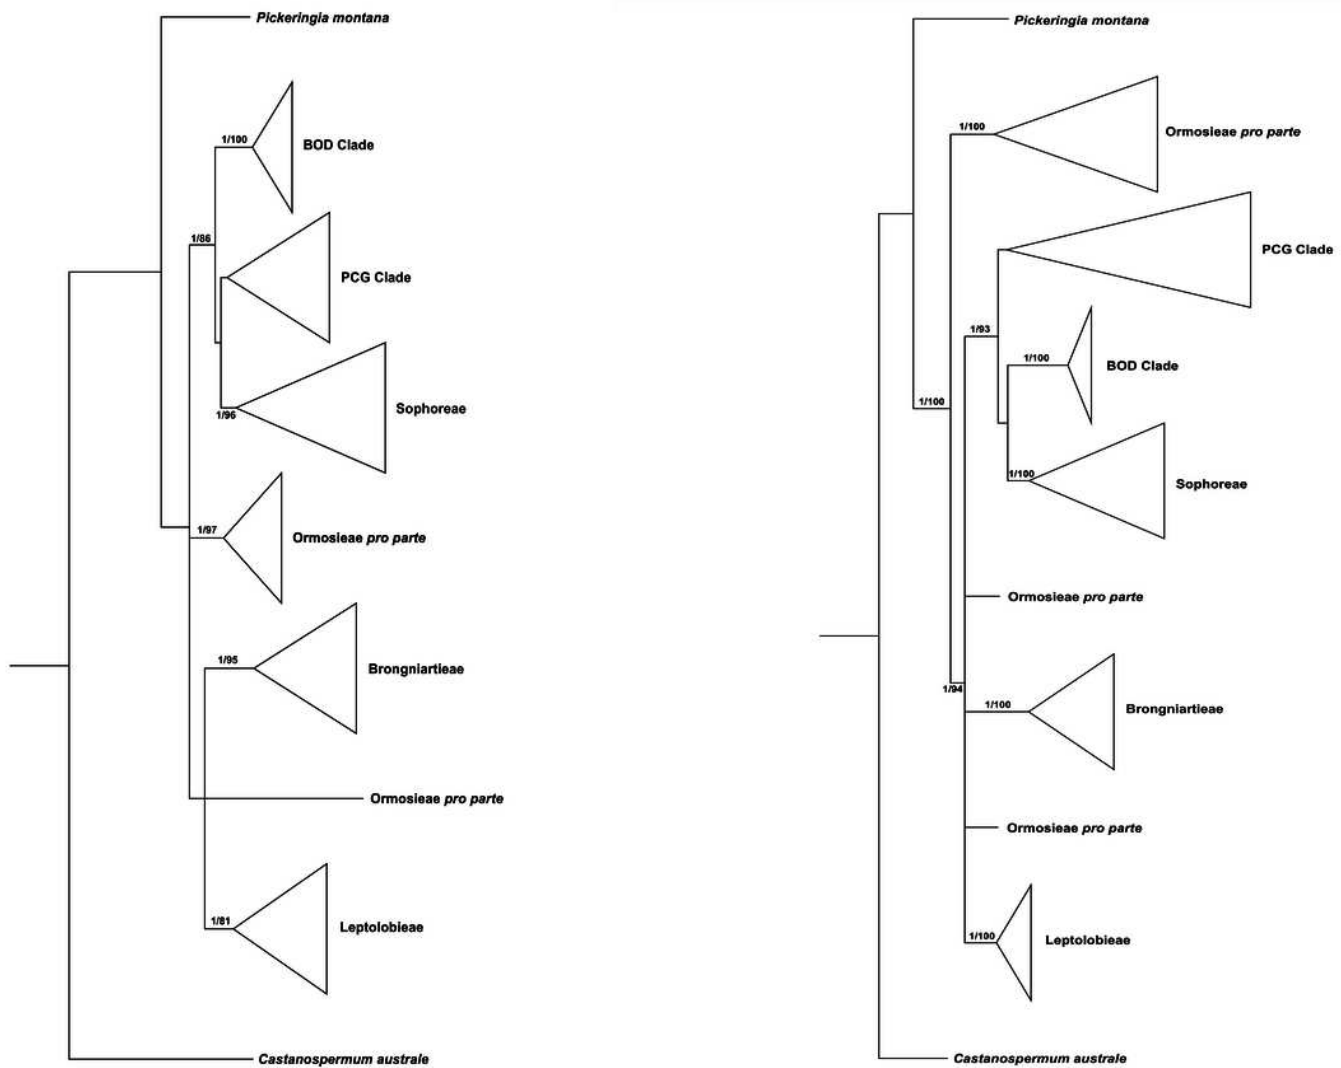 Pickeringia montana
1/100
BOD Clade
1/86
PCG Clade
1/96
Sophoreae
1/97
Ormosieae pro parte
1/95
Brongniartieae
Ormosieae pro parte
1/81
Leptolobieae
Castanospermum australe
Pickeringia montana
1/100
Ormosieae pro parte
PCG Clade
1/93
1/100
BOD Clade
1/100
1/100
Sophoreae
Ormosieae pro parte
1/94
1/100
Brongniartieae
Ormosieae pro parte
1/100
Leptolobieae
Castanospermum australe